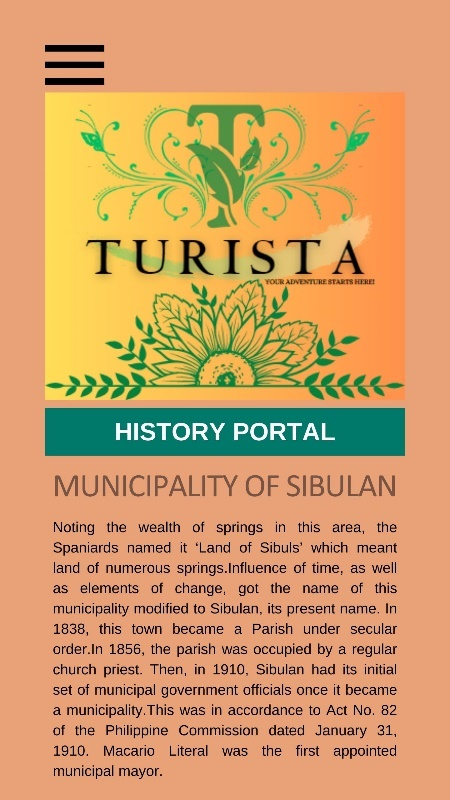 T
TURISTA
YOUR ADVENTURE STARTS HERE!
HISTORY PORTAL
MUNICIPALITY OF SIBULAN
Noting the wealth of springs in this area, the
Spaniards named it ‘Land of Sibuls’ which meant
land of numerous springs.Influence of time, as well
as elements of change, got the name of this
municipality modified to Sibulan, its present name. In
1838, this town became a Parish under secular
order.In 1856, the parish was occupied by a regular
church priest. Then, in 1910, Sibulan had its initial
set of municipal government officials once it became
a municipality.This was in accordance to Act No. 82
of the Philippine Commission dated January 31,
1910. Macario Literal was the first appointed
municipal mayor.